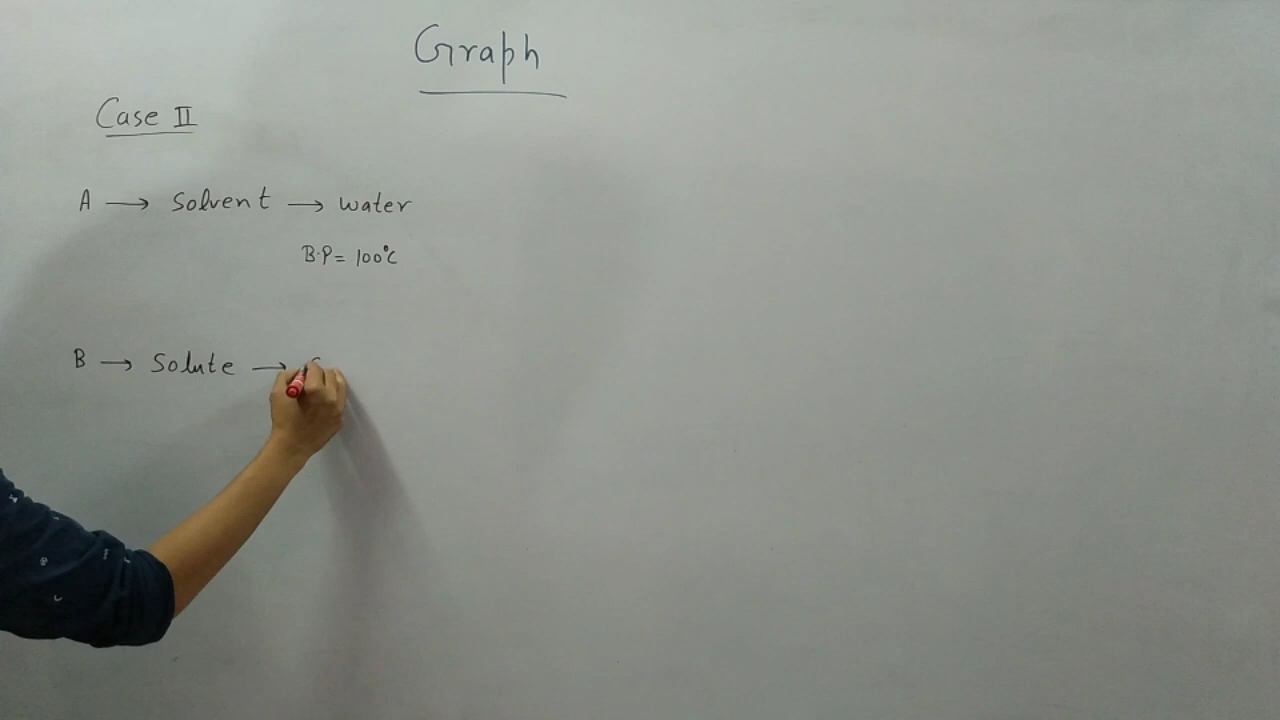 Graph
Case II
A → Solvent → water
B.P = 100°C
B → Solute →